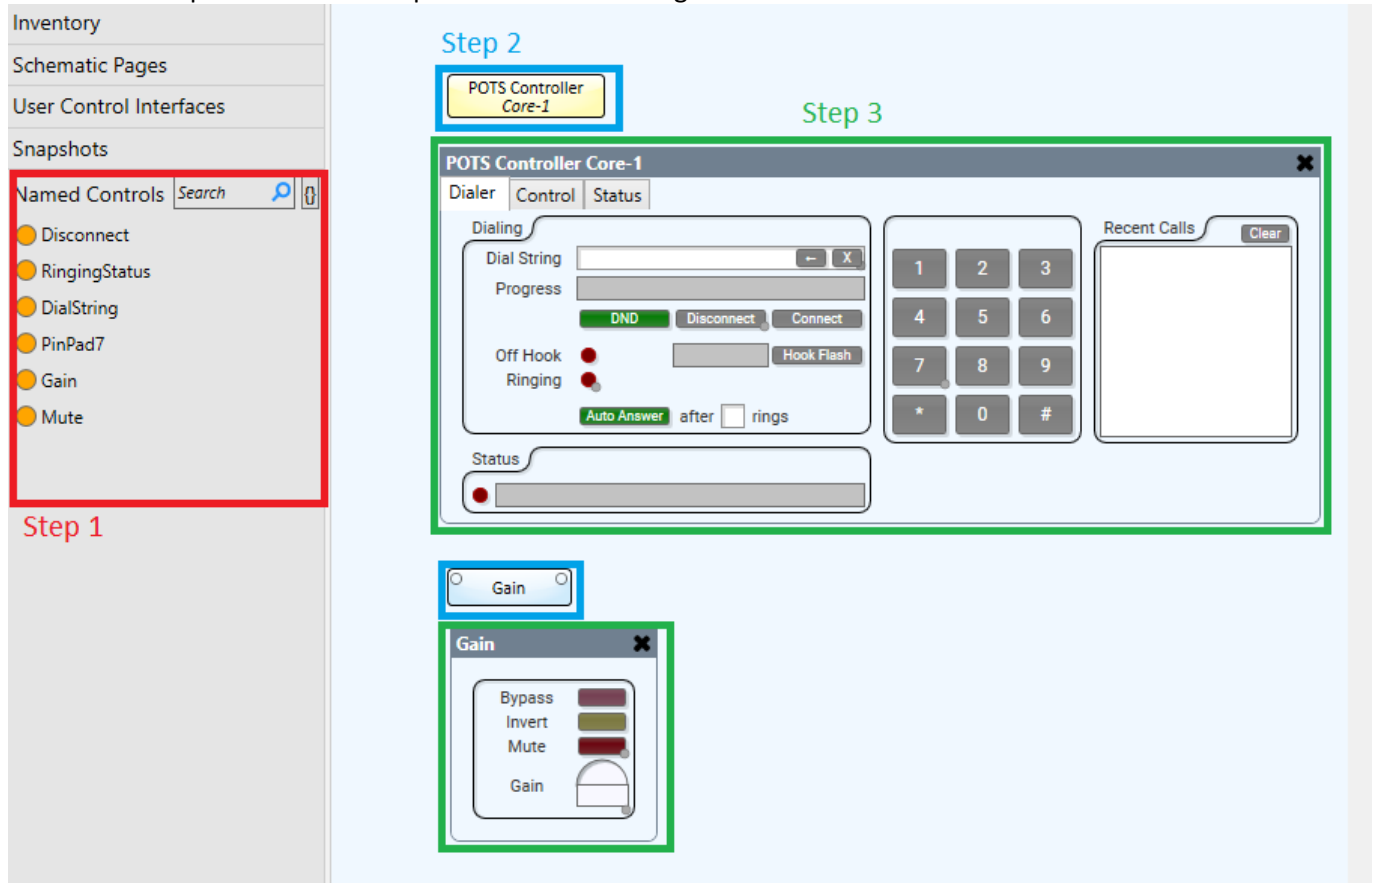 Inventory
Schematic Pages
User Control Interfaces
Snapshots
Named Controls Search {}
Disconnect
RingingStatus
DialString
PinPad7
Gain
Mute
Step 1
Step 2
POTS Controller
Core-1
Step 3
POTS Controller Core-1
Dialer Control Status
Dialing
Dial String ← X
Progress
DND Disconnect Connect
Off Hook Hook Flash
Ringing
Auto Answer after rings
Status
1 2 3
4 5 6
7 8 9
* 0 #
Recent Calls Clear
Gain
Gain
Bypass
Invert
Mute
Gain